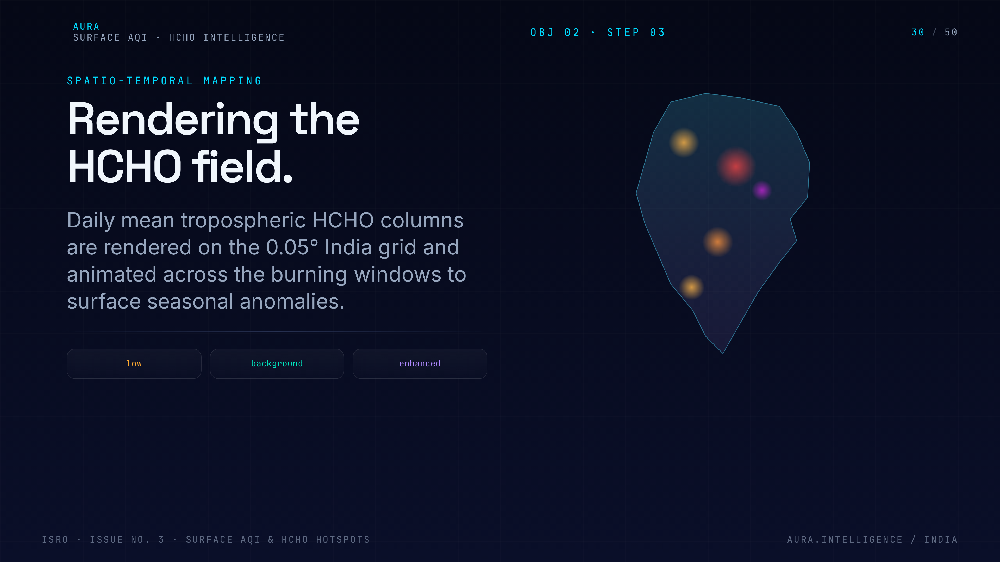 AURA
SURFACE AQI · HCHO INTELLIGENCE
OBJ 02 · STEP 03
30 / 50
SPATIO-TEMPORAL MAPPING
Rendering the
HCHO field.
Daily mean tropospheric HCHO columns
are rendered on the 0.05° India grid and
animated across the burning windows to
surface seasonal anomalies.
low
background
enhanced
ISRO · ISSUE NO. 3 · SURFACE AQI & HCHO HOTSPOTS
AURA.INTELLIGENCE / INDIA